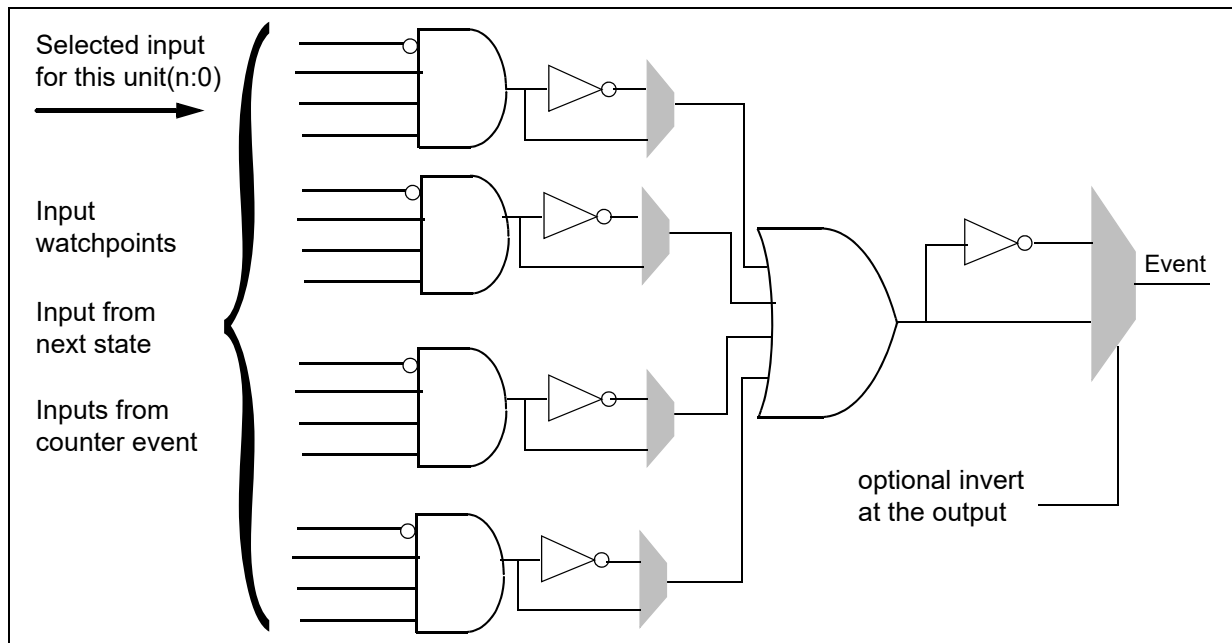 Selected input
for this unit(n:0)
Input
watchpoints
Input from
next state
Inputs from
counter event
Event
optional invert
at the output